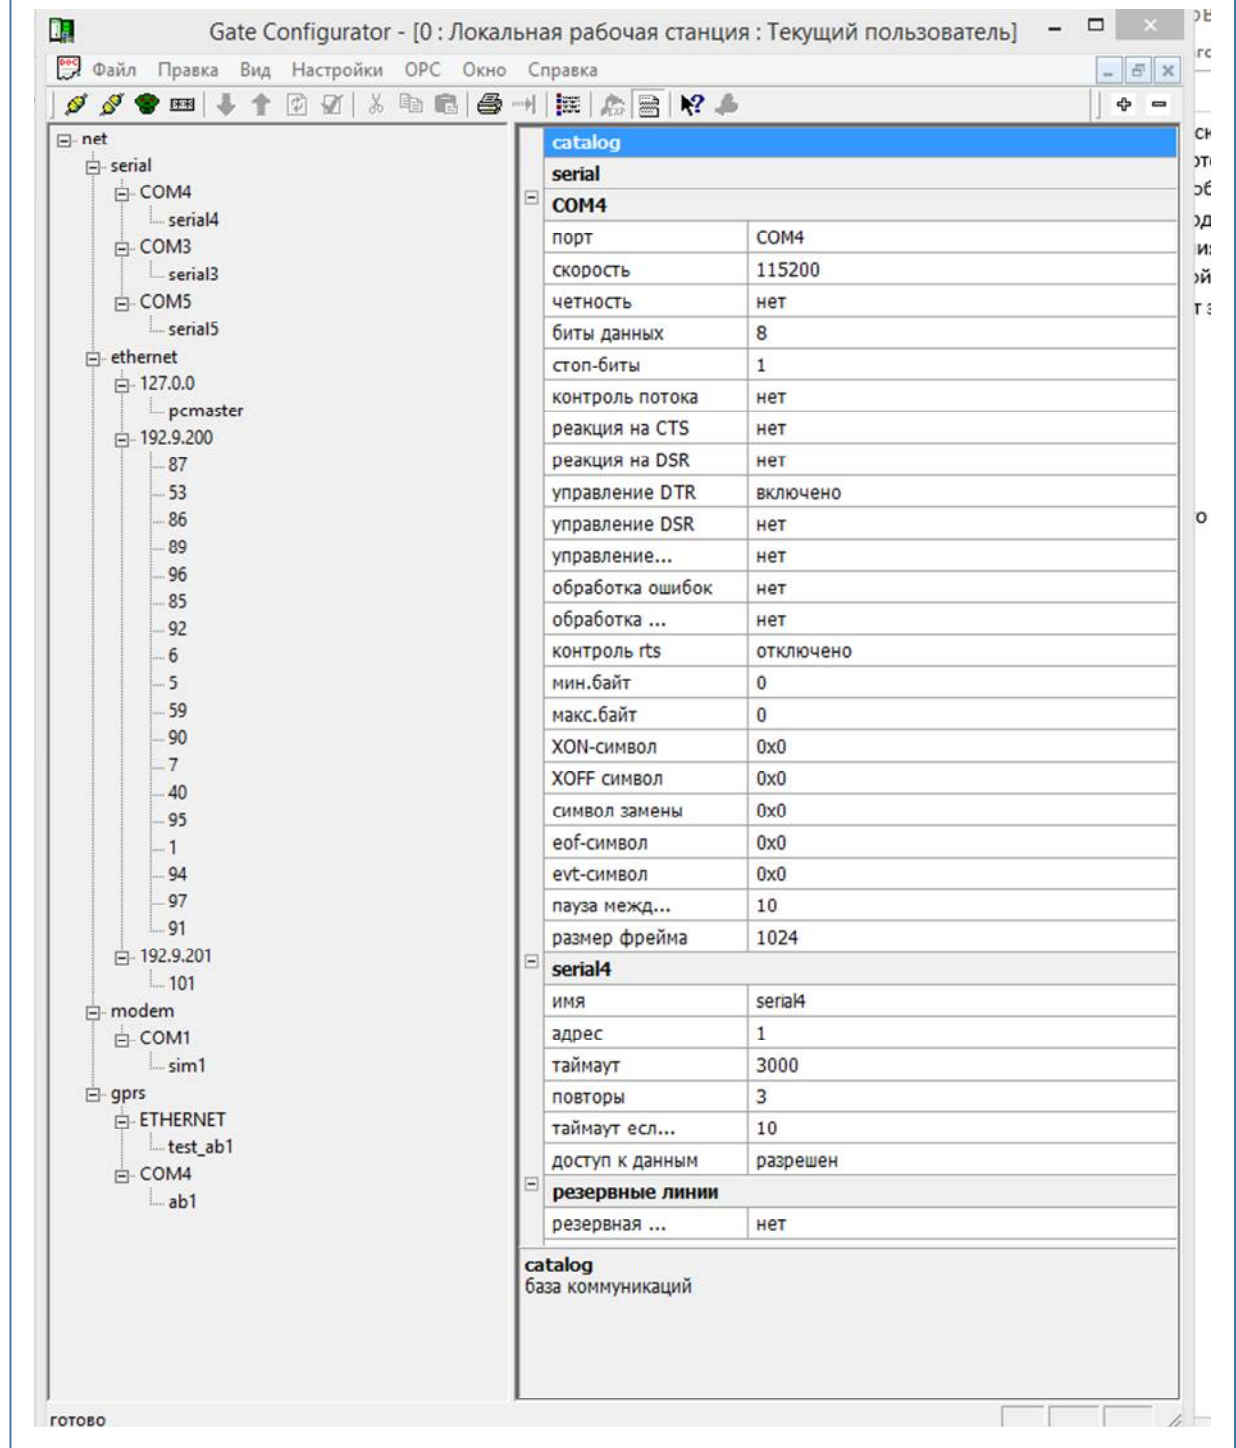 Gate Configurator - [0 : Локальная рабочая станция : Текущий пользователь]
Файл Правка Вид Настройки OPC Окно Справка
net
serial
COM4
serial4
COM3
serial3
COM5
serial5
ethernet
127.0.0
pcmaster
192.9.200
87
53
86
89
96
85
92
6
5
59
90
7
40
95
1
94
97
91
192.9.201
101
modem
COM1
sim1
gprs
ETHERNET
test_ab1
COM4
ab1
catalog
serial
COM4
порт COM4
скорость 115200
четность нет
биты данных 8
стоп-биты 1
контроль потока нет
реакция на CTS нет
реакция на DSR нет
управление DTR включено
управление DSR нет
управление... нет
обработка ошибок нет
обработка ... нет
контроль rts отключено
мин.байт 0
макс.байт 0
XON-символ 0x0
XOFF символ 0x0
символ замены 0x0
eof-символ 0x0
evt-символ 0x0
пауза межд... 10
размер фрейма 1024
serial4
имя serial4
адрес 1
таймаут 3000
повторы 3
таймаут есл... 10
доступ к данным разрешен
резервные линии
резервная ... нет
catalog
база коммуникаций
готово